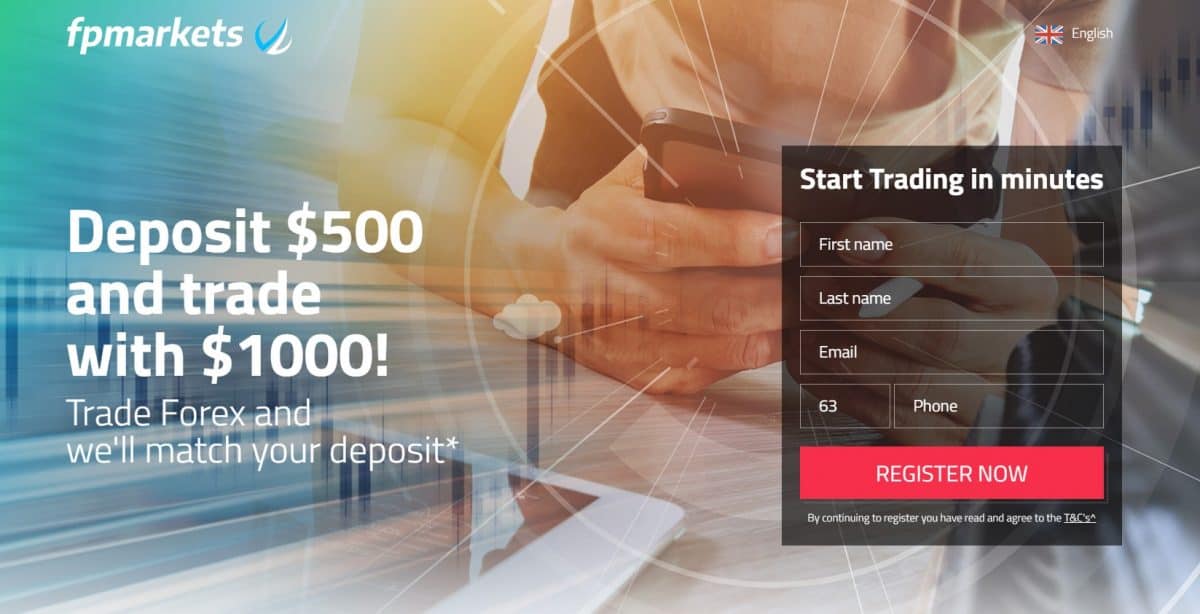 fpmarkets
English
Deposit $500
and trade
with $1000!
Trade Forex and
we'll match your deposit*
Start Trading in minutes
First name
Last name
Email
63 Phone
REGISTER NOW
By continuing to register you have read and agree to the T&C's^